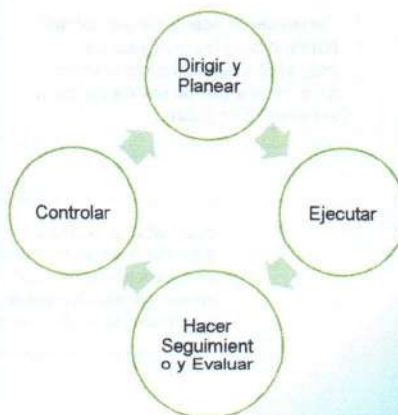 Dirigir y
Planear
Controlar
Ejecutar
Hacer
Seguimient
o y Evaluar